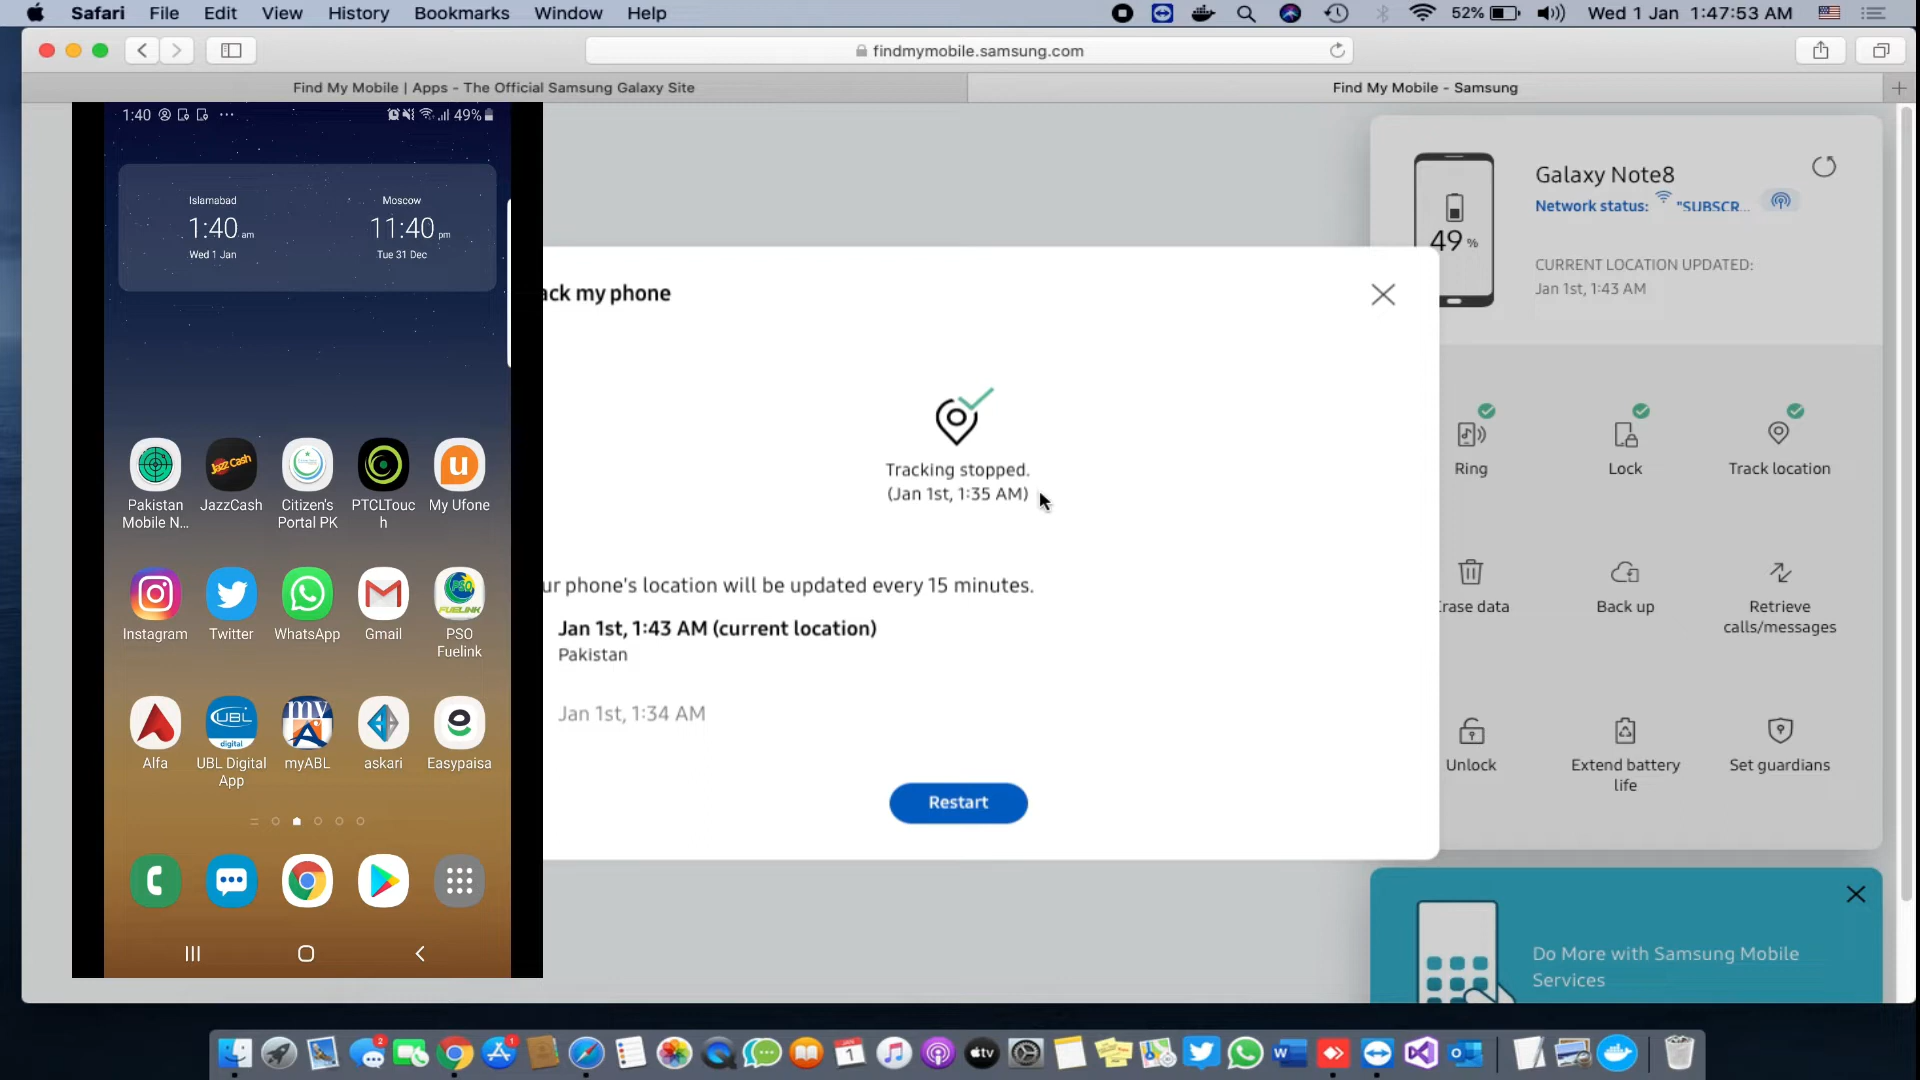 Safari File Edit View History Bookmarks Window Help
52% Wed 1 Jan 1:47:53 AM
findmymobile.samsung.com
Find My Mobile | Apps - The Official Samsung Galaxy Site
Find My Mobile - Samsung
1:40
49%
Islamabad
1:40 am
Wed 1 Jan
Moscow
11:40 pm
Tue 31 Dec
Pakistan
Mobile N...
JazzCash
Citizen's
Portal PK
PTCLTouc
h
My Ufone
Instagram
Twitter
WhatsApp
Gmail
PSO
Fuelink
Alfa
UBL Digital
App
myABL
askari
Easypaisa
ack my phone
Tracking stopped.
(Jan 1st, 1:35 AM)
ur phone's location will be updated every 15 minutes.
Jan 1st, 1:43 AM (current location)
Pakistan
Jan 1st, 1:34 AM
Restart
49 %
Galaxy Note8
Network status: "SUBSCR...
CURRENT LOCATION UPDATED:
Jan 1st, 1:43 AM
Ring
Lock
Track location
rase data
Back up
Retrieve
calls/messages
Unlock
Extend battery
life
Set guardians
Do More with Samsung Mobile
Services